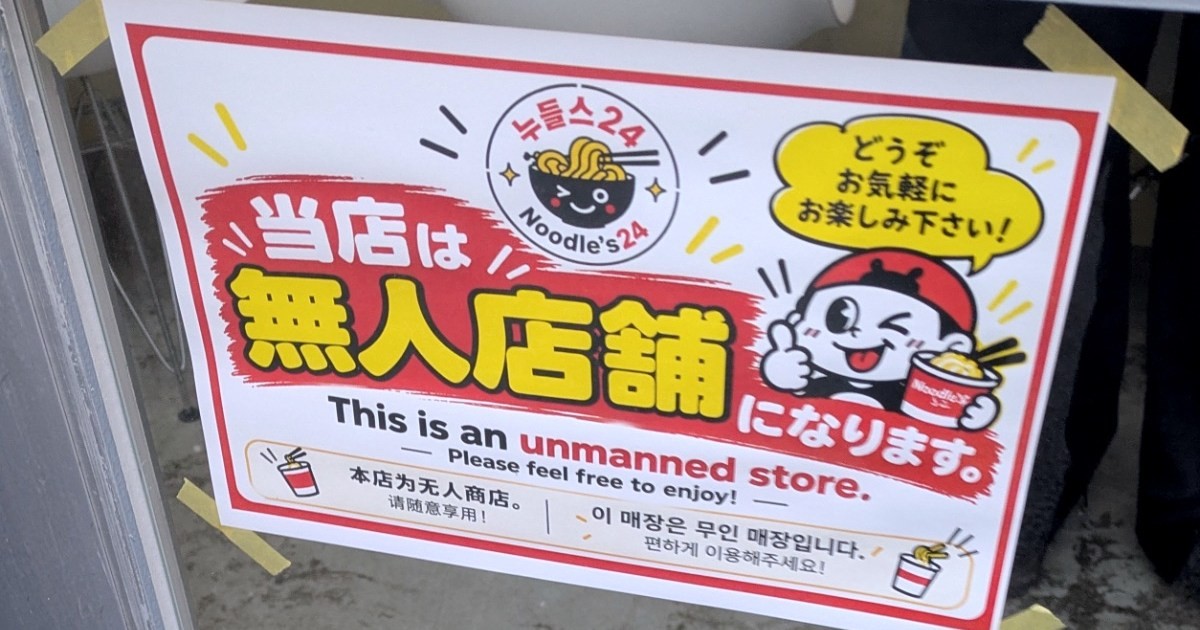 누들스24
Noodle's24
どうぞ
お気軽に
お楽しみ下さい!
当店は
無人店舗
になります。
Noodle's
This is an unmanned store.
Please feel free to enjoy!
本店为无人商店。
请随意享用!
이 매장은 무인 매장입니다.
편하게 이용해주세요!